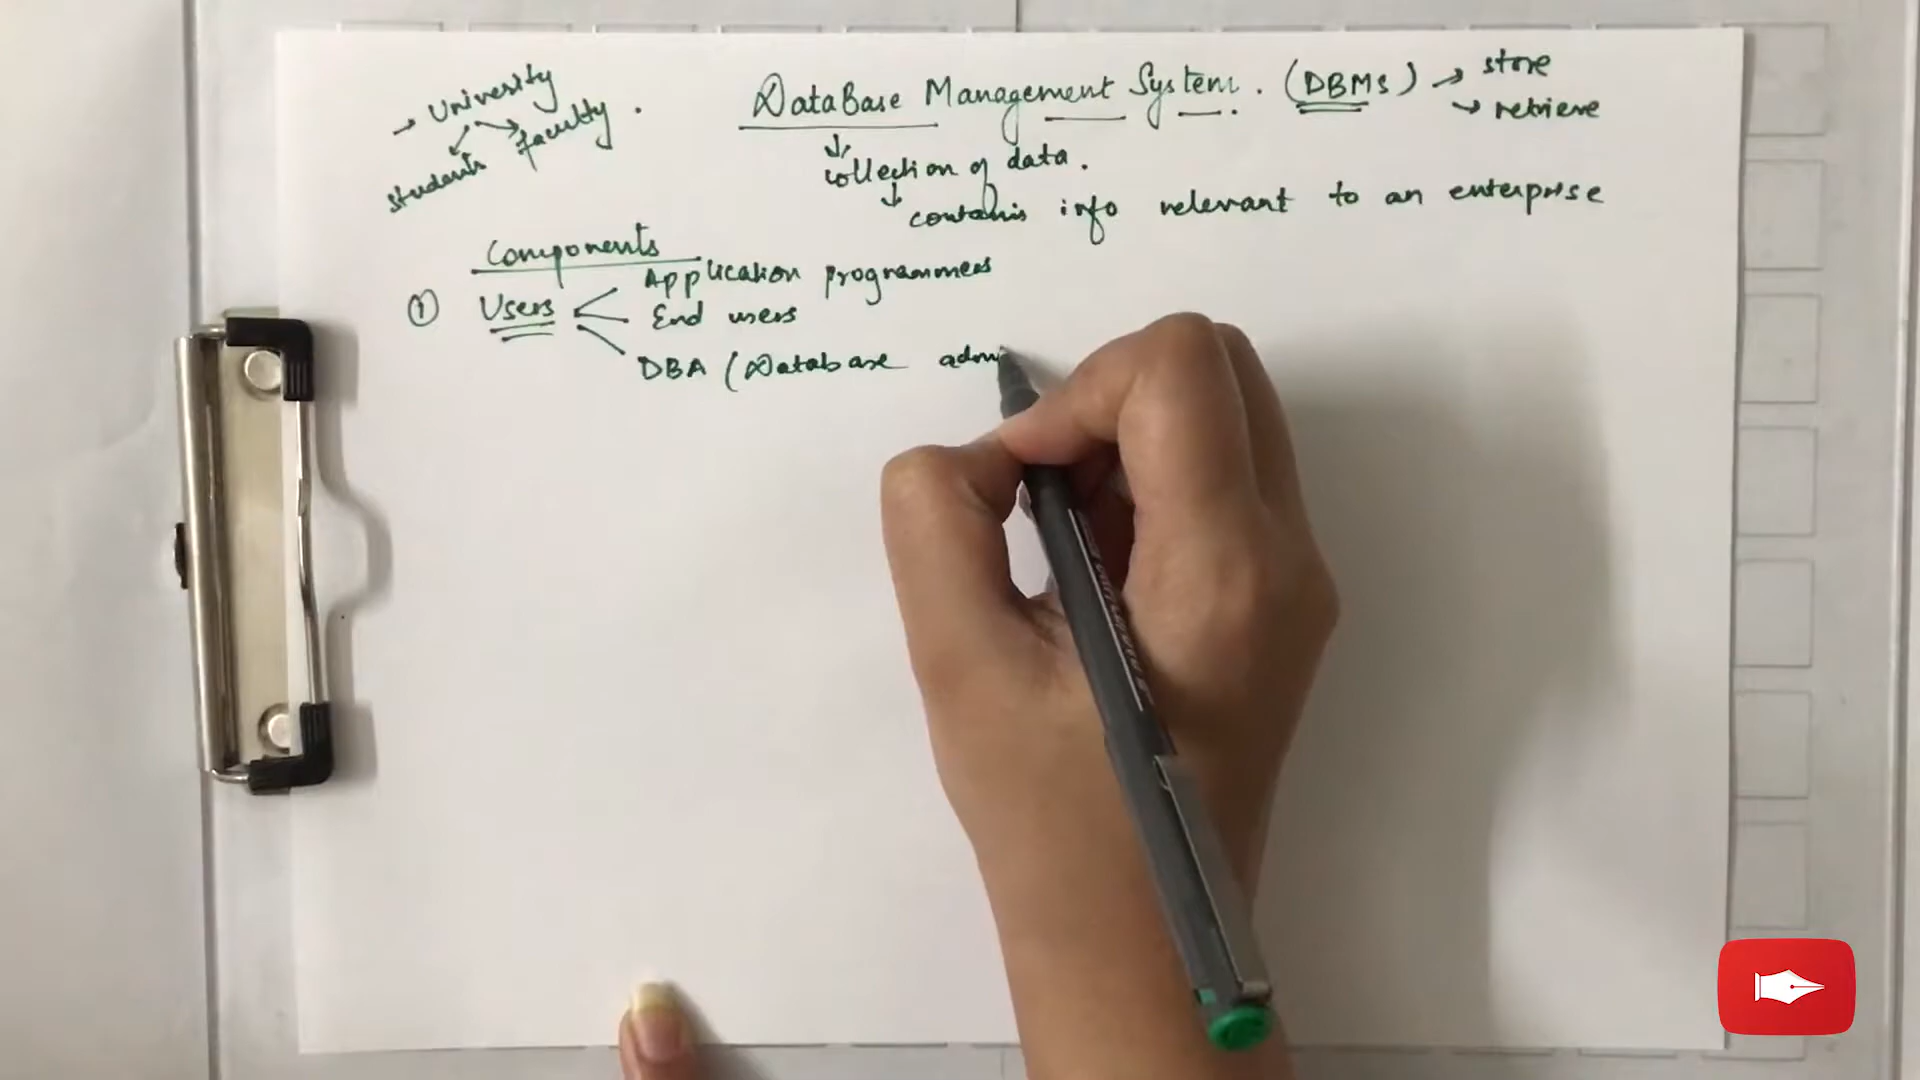 → University .
students faculty
DataBase Management System . (DBMS) → store
→ retrieve
collection of data .
contains info relevant to an enterprise
Components
① Users Application programmers
End users
DBA (Database admi